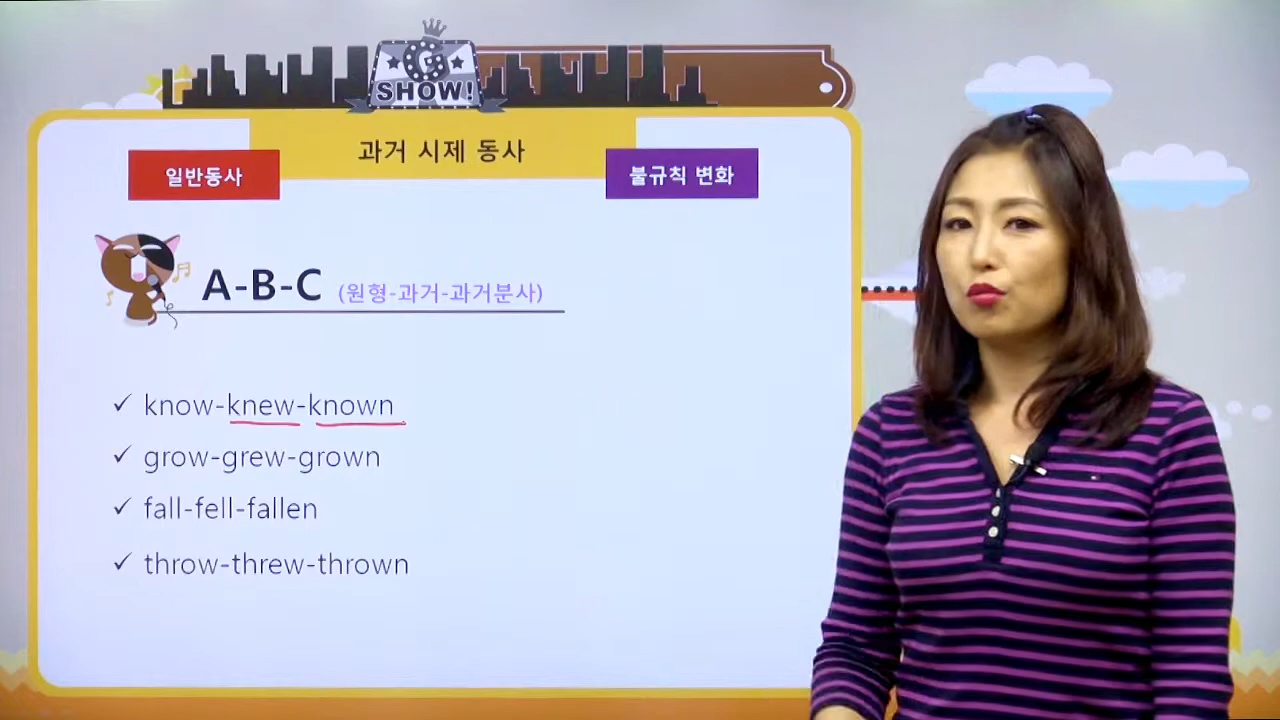 G
SHOW!
과거 시제 동사
일반동사
불규칙 변화
A-B-C (원형-과거-과거분사)
✓ know-knew-known
✓ grow-grew-grown
✓ fall-fell-fallen
✓ throw-threw-thrown